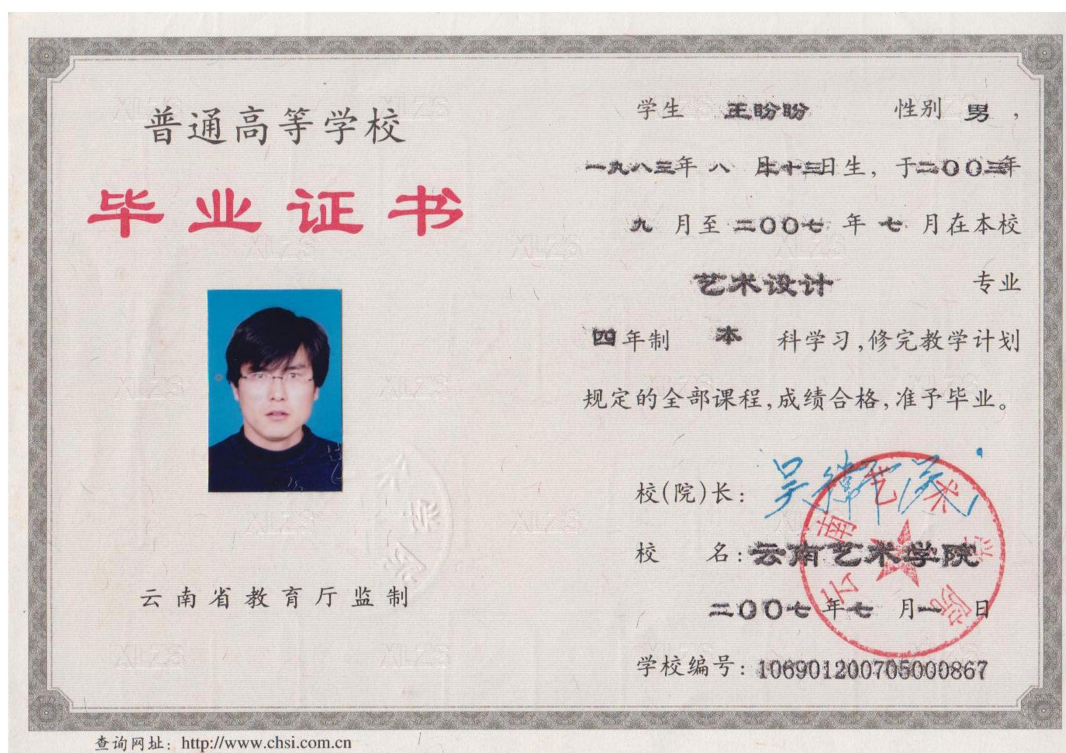 普通高等学校
毕业证书
云南省教育厅监制
学生 王盼盼 性别 男,
一九八三年八月十三日生,于二〇〇三年
九月至二〇〇七年七月在本校
艺术设计 专业
四年制 本 科学习,修完教学计划
规定的全部课程,成绩合格,准予毕业。
校(院)长:
校 名:云南艺术学院
二〇〇七年七月一日
学校编号:106901200705000867
云南艺术学院
查询网址:http://www.chsi.com.cn